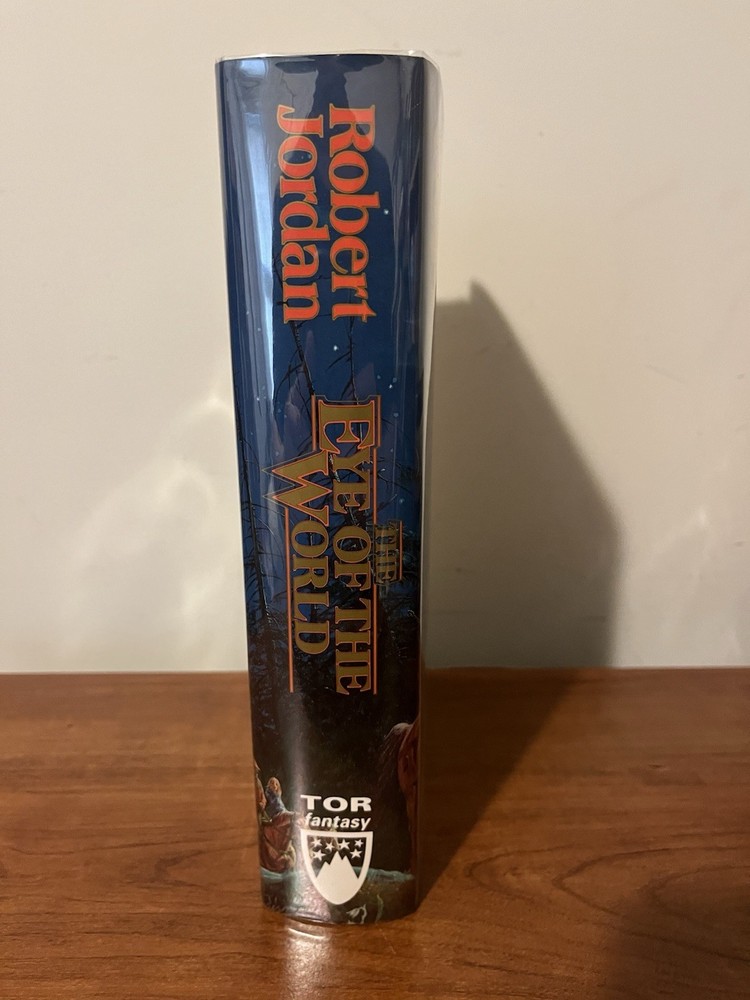 Robert
Jordan
THE
EYE OF THE
WORLD
TOR
fantasy